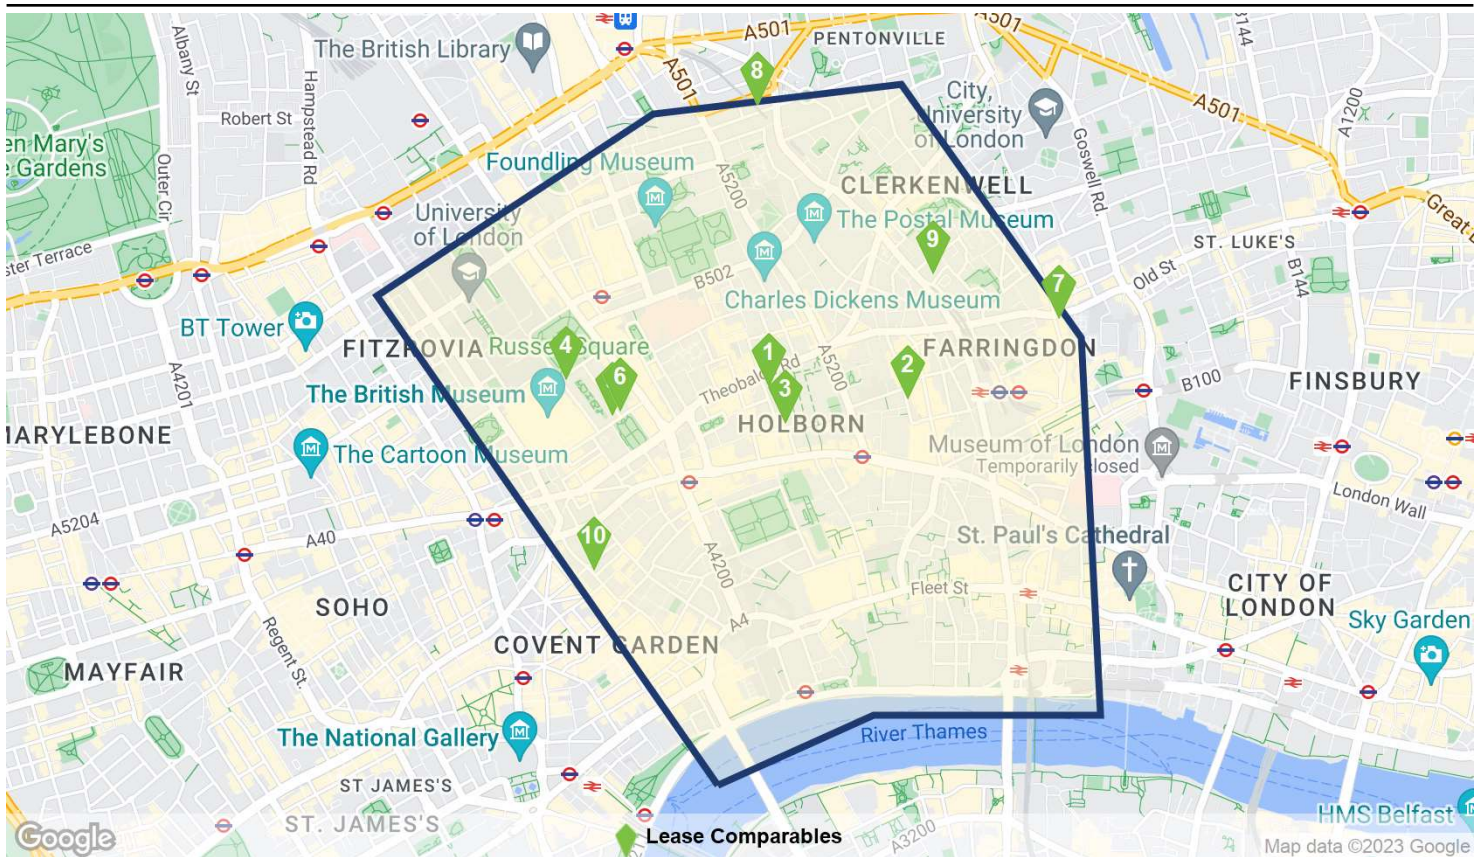 The British Library
A501
A501
PENTONVILLE
A501
B144
A501
A1200
Albany St
Hampstead Rd
Robert St
8
City,
University
of London
Goswell Rd.
en Mary's
e Gardens
Outer Cir
Foundling Museum
A5200
CLERKENWELL
University
of London
The Postal Museum
9
ST. LUKE'S
Great
ster Terrace
B502
Old St
B144
7
Charles Dickens Museum
BT Tower
FITZROVIA
Russell Square
4
1
A5200
2
FARRINGDON
6
Theobalds Rd
3
B100
FINSBURY
The British Museum
HOLBORN
MARYLEBONE
The Cartoon Museum
Museum of London
Temporarily closed
London Wall
A5204
A40
10
A4200
St. Paul's Cathedral
Fleet St
CITY OF
LONDON
SOHO
Regent St.
A4
Sky Garden
COVENT GARDEN
MAYFAIR
The National Gallery
River Thames
ST JAMES'S
ST. JAMES'S
HMS Belfast
Google
Lease Comparables
A3200
Map data ©2023 Google